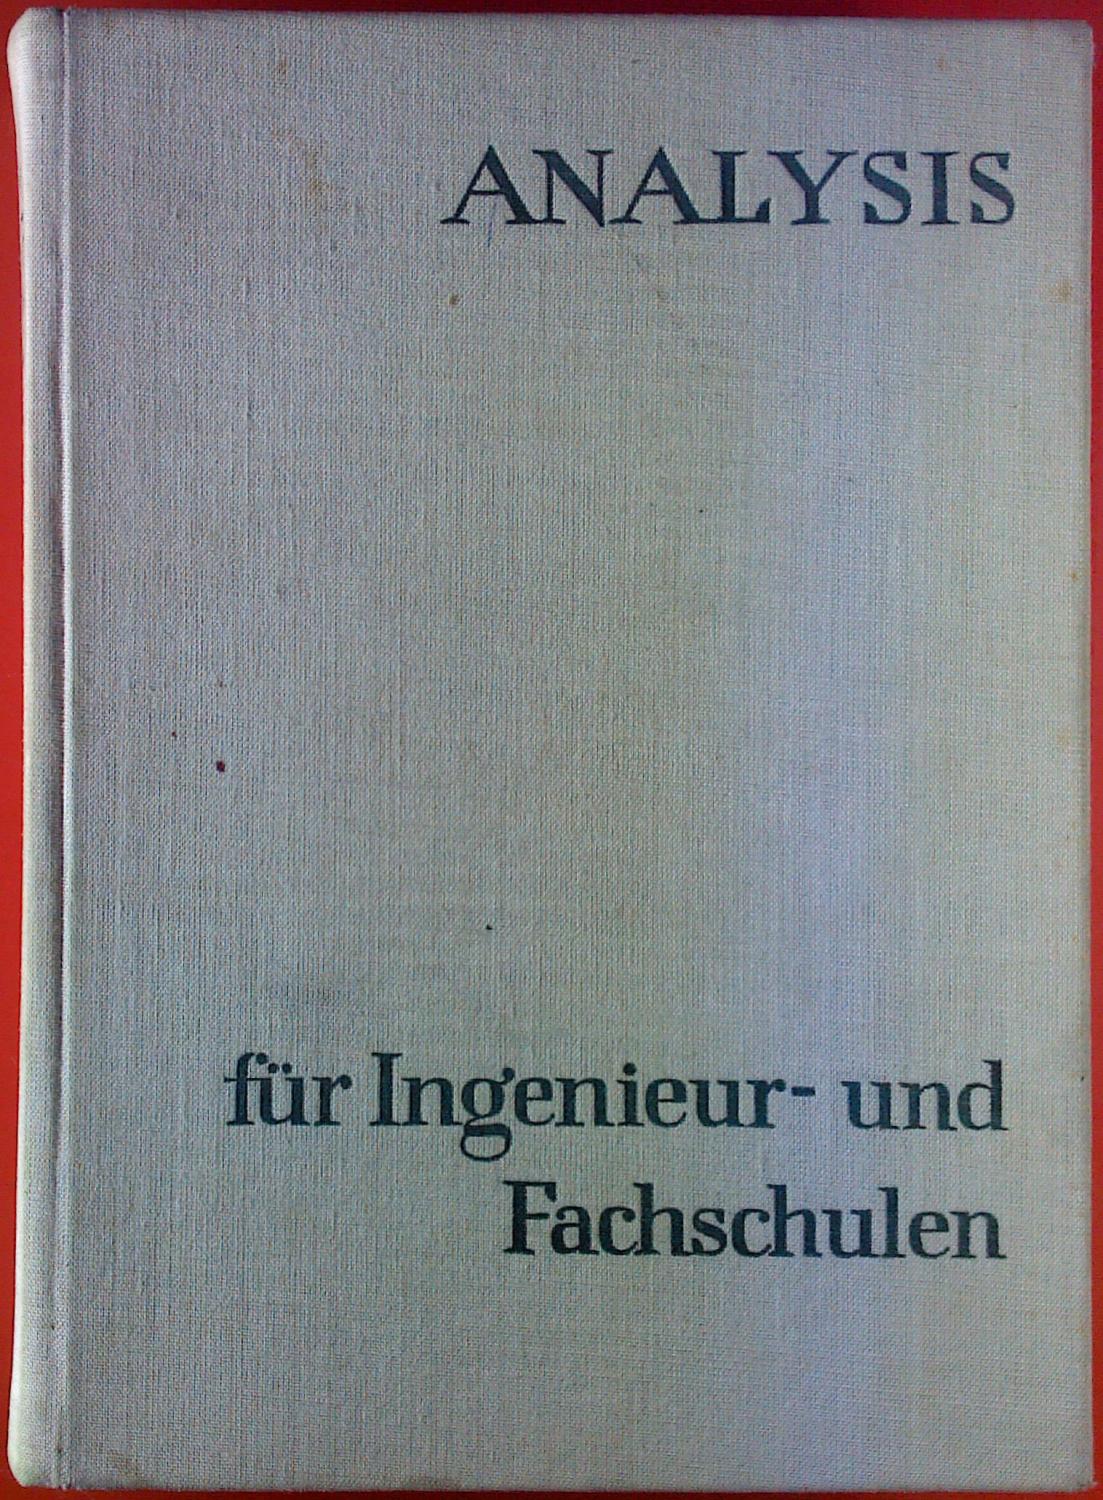 ANALYSIS
für Ingenieur- und
Fachschulen